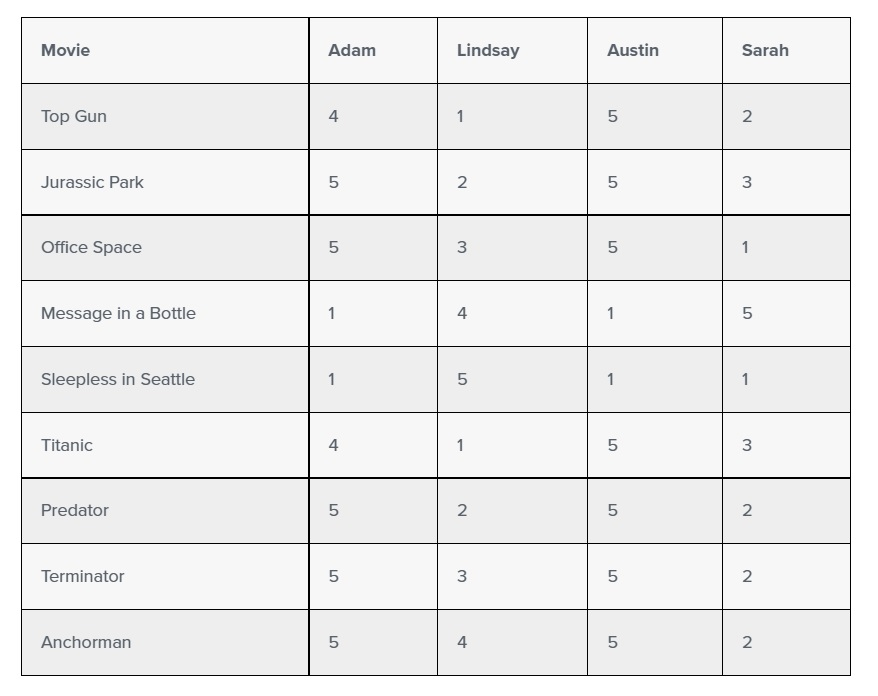 Movie Adam Lindsay Austin Sarah
Top Gun 4 1 5 2
Jurassic Park 5 2 5 3
Office Space 5 3 5 1
Message in a Bottle 1 4 1 5
Sleepless in Seattle 1 5 1 1
Titanic 4 1 5 3
Predator 5 2 5 2
Terminator 5 3 5 2
Anchorman 5 4 5 2